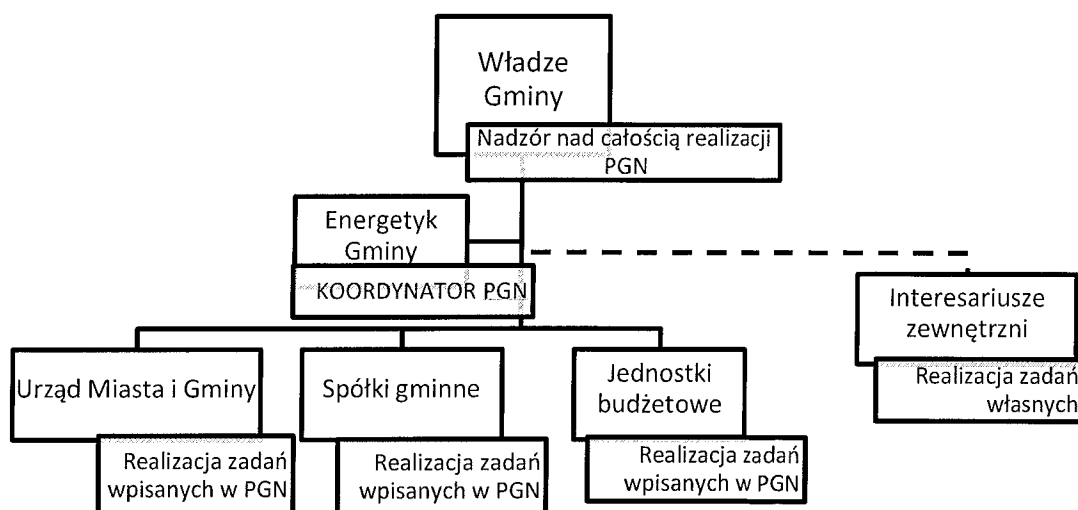 Władze
Gminy
Nadzór nad całością realizacji
PGN
Energetyk
Gminy
KOORDYNATOR PGN
Interesariusze
zewnętrzni
Realizacja zadań
własnych
Urząd Miasta i Gminy
Realizacja zadań
wpisanych w PGN
Spółki gminne
Realizacja zadań
wpisanych w PGN
Jednostki
budżetowe
Realizacja zadań
wpisanych w PGN